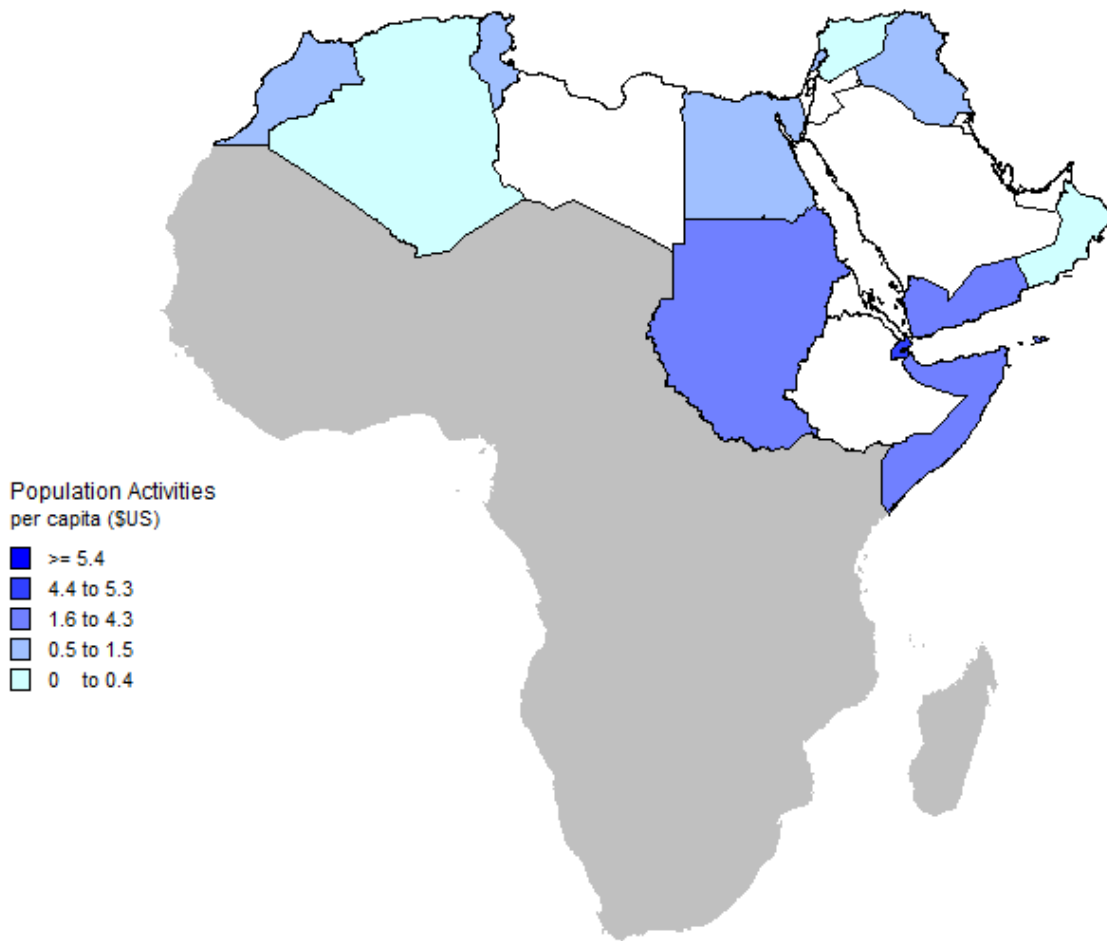 Population Activities
per capita ($US)
>= 5.4
4.4 to 5.3
1.6 to 4.3
0.5 to 1.5
0 to 0.4